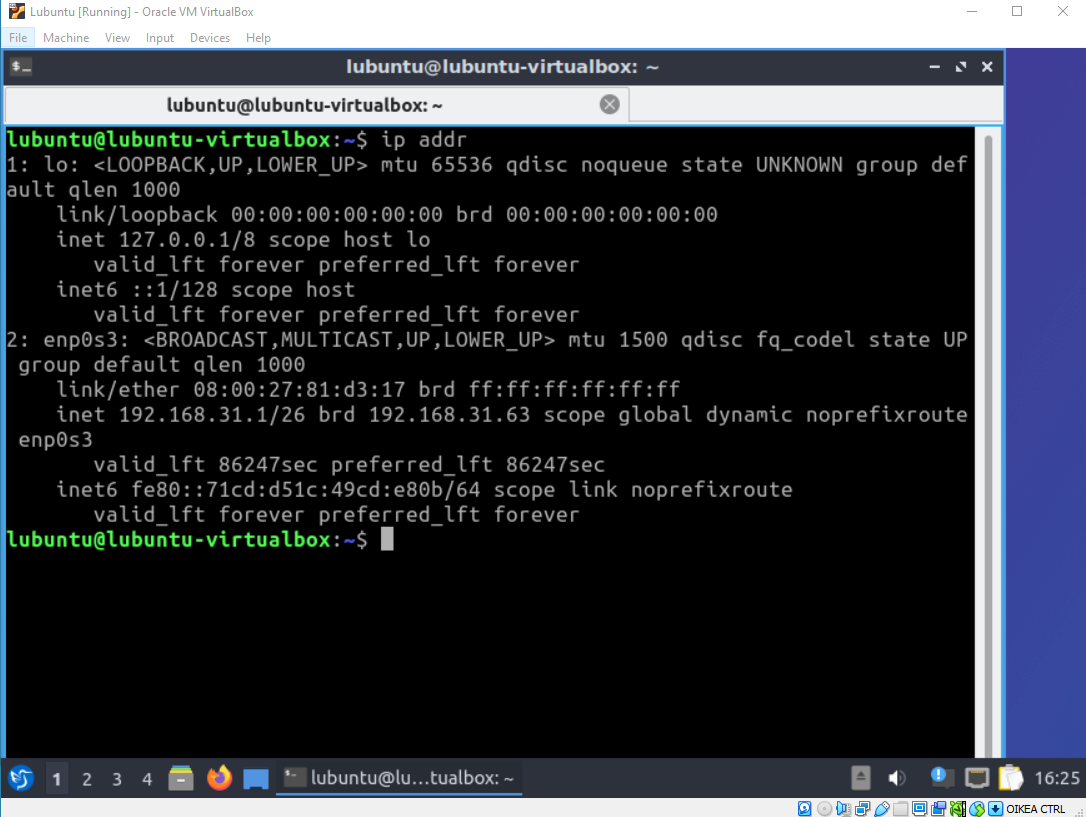 Lubuntu [Running] - Oracle VM VirtualBox
File Machine View Input Devices Help
lubuntu@lubuntu-virtualbox: ~
lubuntu@lubuntu-virtualbox: ~
lubuntu@lubuntu-virtualbox:~$ ip addr
1: lo: <LOOPBACK,UP,LOWER_UP> mtu 65536 qdisc noqueue state UNKNOWN group def
ault qlen 1000
    link/loopback 00:00:00:00:00:00 brd 00:00:00:00:00:00
    inet 127.0.0.1/8 scope host lo
       valid_lft forever preferred_lft forever
    inet6 ::1/128 scope host
       valid_lft forever preferred_lft forever
2: enp0s3: <BROADCAST,MULTICAST,UP,LOWER_UP> mtu 1500 qdisc fq_codel state UP
 group default qlen 1000
    link/ether 08:00:27:81:d3:17 brd ff:ff:ff:ff:ff:ff
    inet 192.168.31.1/26 brd 192.168.31.63 scope global dynamic noprefixroute
 enp0s3
       valid_lft 86247sec preferred_lft 86247sec
    inet6 fe80::71cd:d51c:49cd:e80b/64 scope link noprefixroute
       valid_lft forever preferred_lft forever
lubuntu@lubuntu-virtualbox:~$
1 2 3 4 lubuntu@lu...tualbox: ~ 16:25
OIKEA CTRL